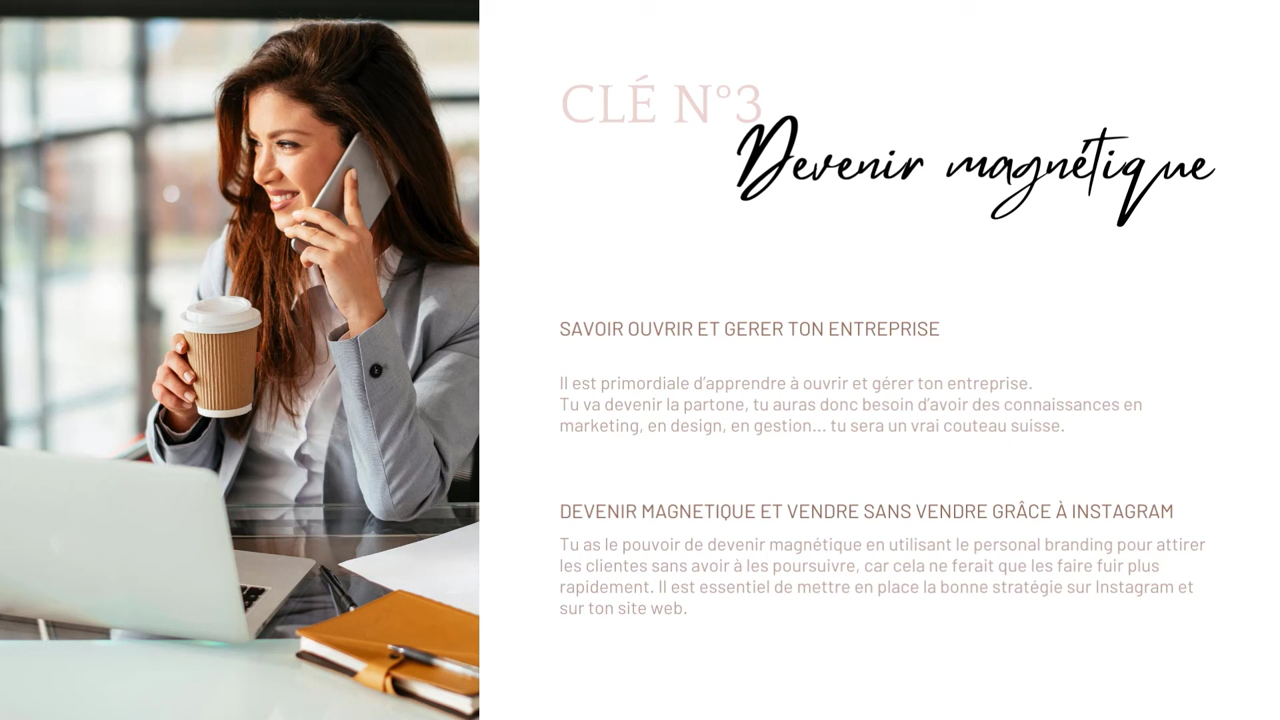 CLÉ N°3
Devenir magnétique
SAVOIR OUVRIR ET GERER TON ENTREPRISE
Il est primordiale d’apprendre à ouvrir et gérer ton entreprise.
Tu va devenir la partone, tu auras donc besoin d’avoir des connaissances en
marketing, en design, en gestion... tu sera un vrai couteau suisse.
DEVENIR MAGNETIQUE ET VENDRE SANS VENDRE GRÂCE À INSTAGRAM
Tu as le pouvoir de devenir magnétique en utilisant le personal branding pour attirer
les clientes sans avoir à les poursuivre, car cela ne ferait que les faire fuir plus
rapidement. Il est essentiel de mettre en place la bonne stratégie sur Instagram et
sur ton site web.